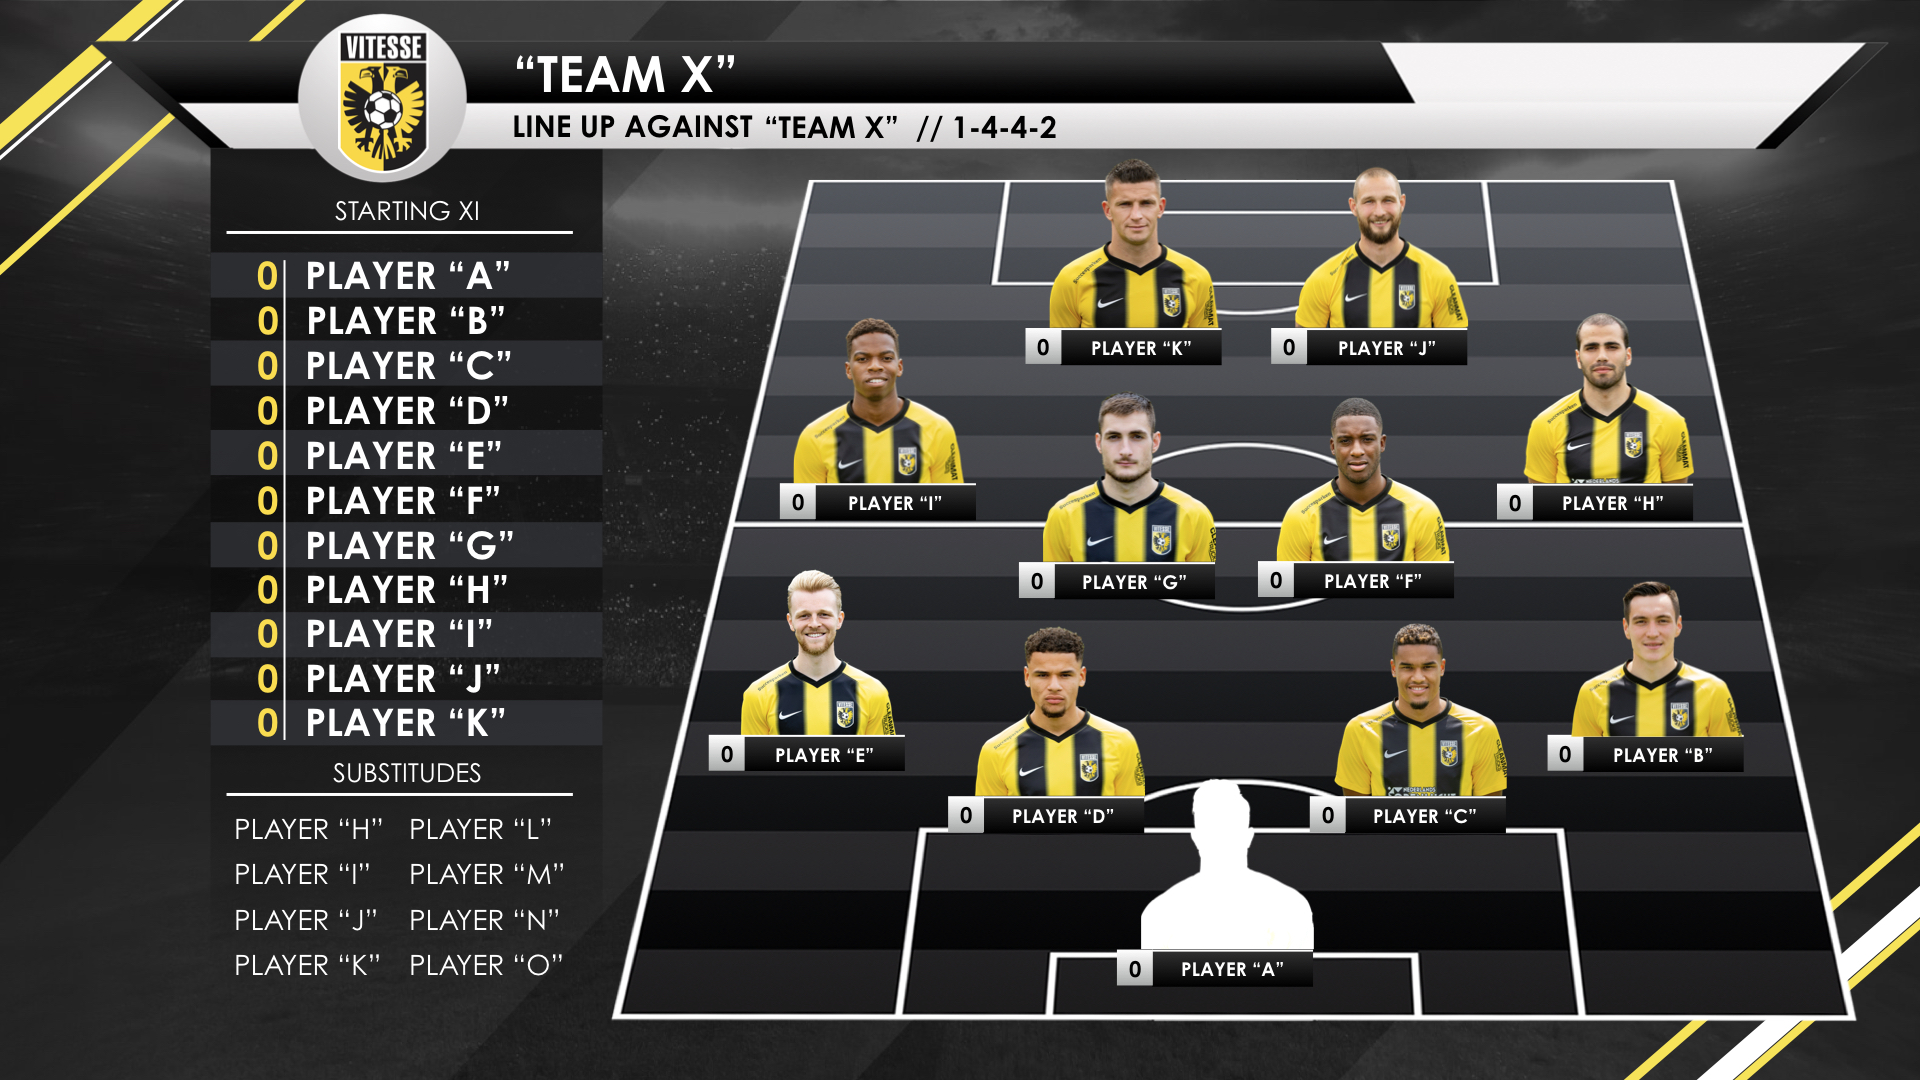 VITESSE
“TEAM X”
LINE UP AGAINST “TEAM X” // 1-4-4-2
STARTING XI
0 PLAYER “A”
0 PLAYER “B”
0 PLAYER “C”
0 PLAYER “D”
0 PLAYER “E”
0 PLAYER “F”
0 PLAYER “G”
0 PLAYER “H”
0 PLAYER “I”
0 PLAYER “J”
0 PLAYER “K”
SUBSTITUDES
PLAYER “H” PLAYER “L”
PLAYER “I” PLAYER “M”
PLAYER “J” PLAYER “N”
PLAYER “K” PLAYER “O”
0 PLAYER “K”
0 PLAYER “J”
0 PLAYER “I”
0 PLAYER “H”
0 PLAYER “G”
0 PLAYER “F”
0 PLAYER “E”
0 PLAYER “B”
0 PLAYER “D”
0 PLAYER “C”
0 PLAYER “A”